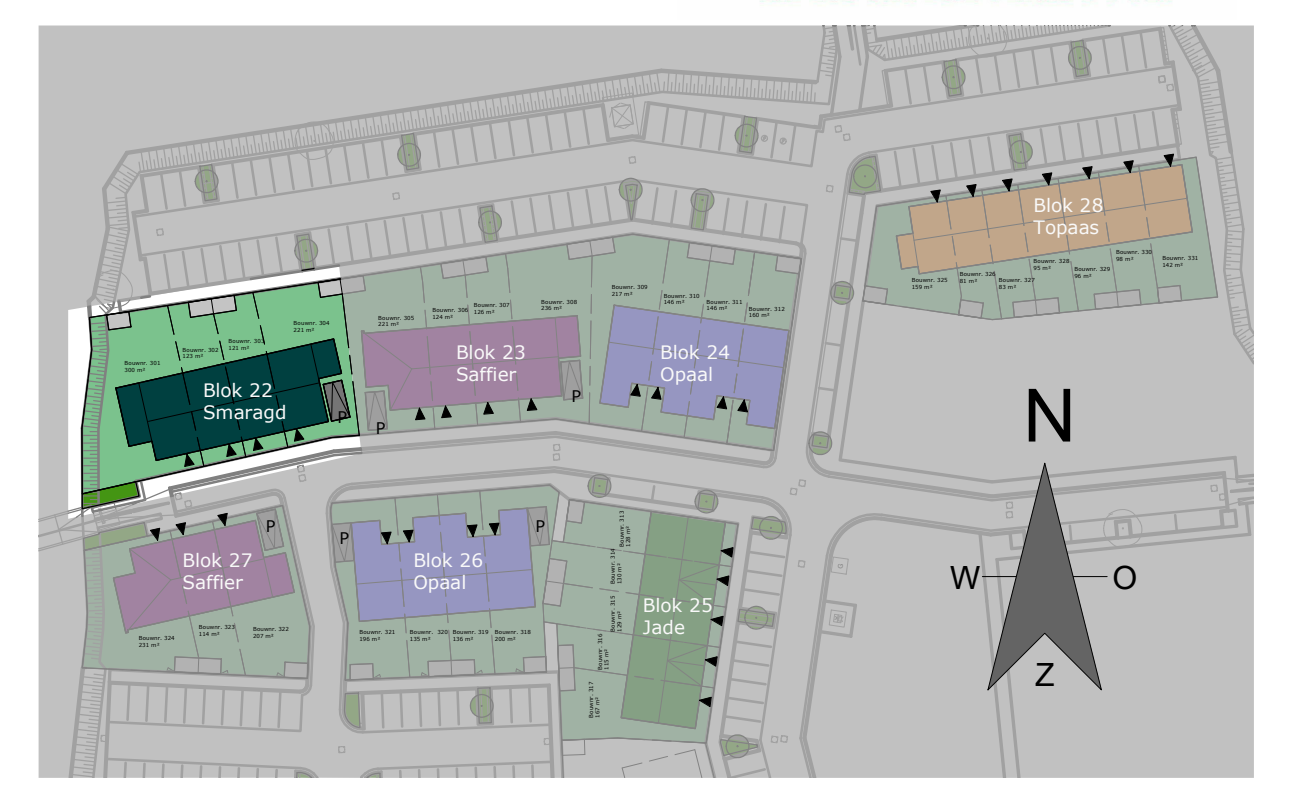 Blok 28
Topaas
Bouwnr. 325
159 m²
Bouwnr. 326
81 m²
Bouwnr. 327
83 m²
Bouwnr. 328
95 m²
Bouwnr. 329
96 m²
Bouwnr. 330
98 m²
Bouwnr. 331
142 m²
Bouwnr. 301
300 m²
Bouwnr. 302
123 m²
Bouwnr. 303
121 m²
Bouwnr. 304
221 m²
Blok 22
Smaragd
P
Bouwnr. 305
221 m²
Bouwnr. 306
124 m²
Bouwnr. 307
126 m²
Bouwnr. 308
236 m²
Blok 23
Saffier
P
P
Bouwnr. 309
217 m²
Bouwnr. 310
146 m²
Bouwnr. 311
146 m²
Bouwnr. 312
160 m²
Blok 24
Opaal
N
W
O
Z
Blok 27
Saffier
P
Bouwnr. 324
231 m²
Bouwnr. 323
114 m²
Bouwnr. 322
207 m²
P
Blok 26
Opaal
P
Bouwnr. 321
196 m²
Bouwnr. 320
135 m²
Bouwnr. 319
136 m²
Bouwnr. 318
200 m²
Bouwnr. 313
128 m²
Bouwnr. 314
130 m²
Bouwnr. 315
129 m²
Bouwnr. 316
115 m²
Bouwnr. 317
167 m²
Blok 25
Jade